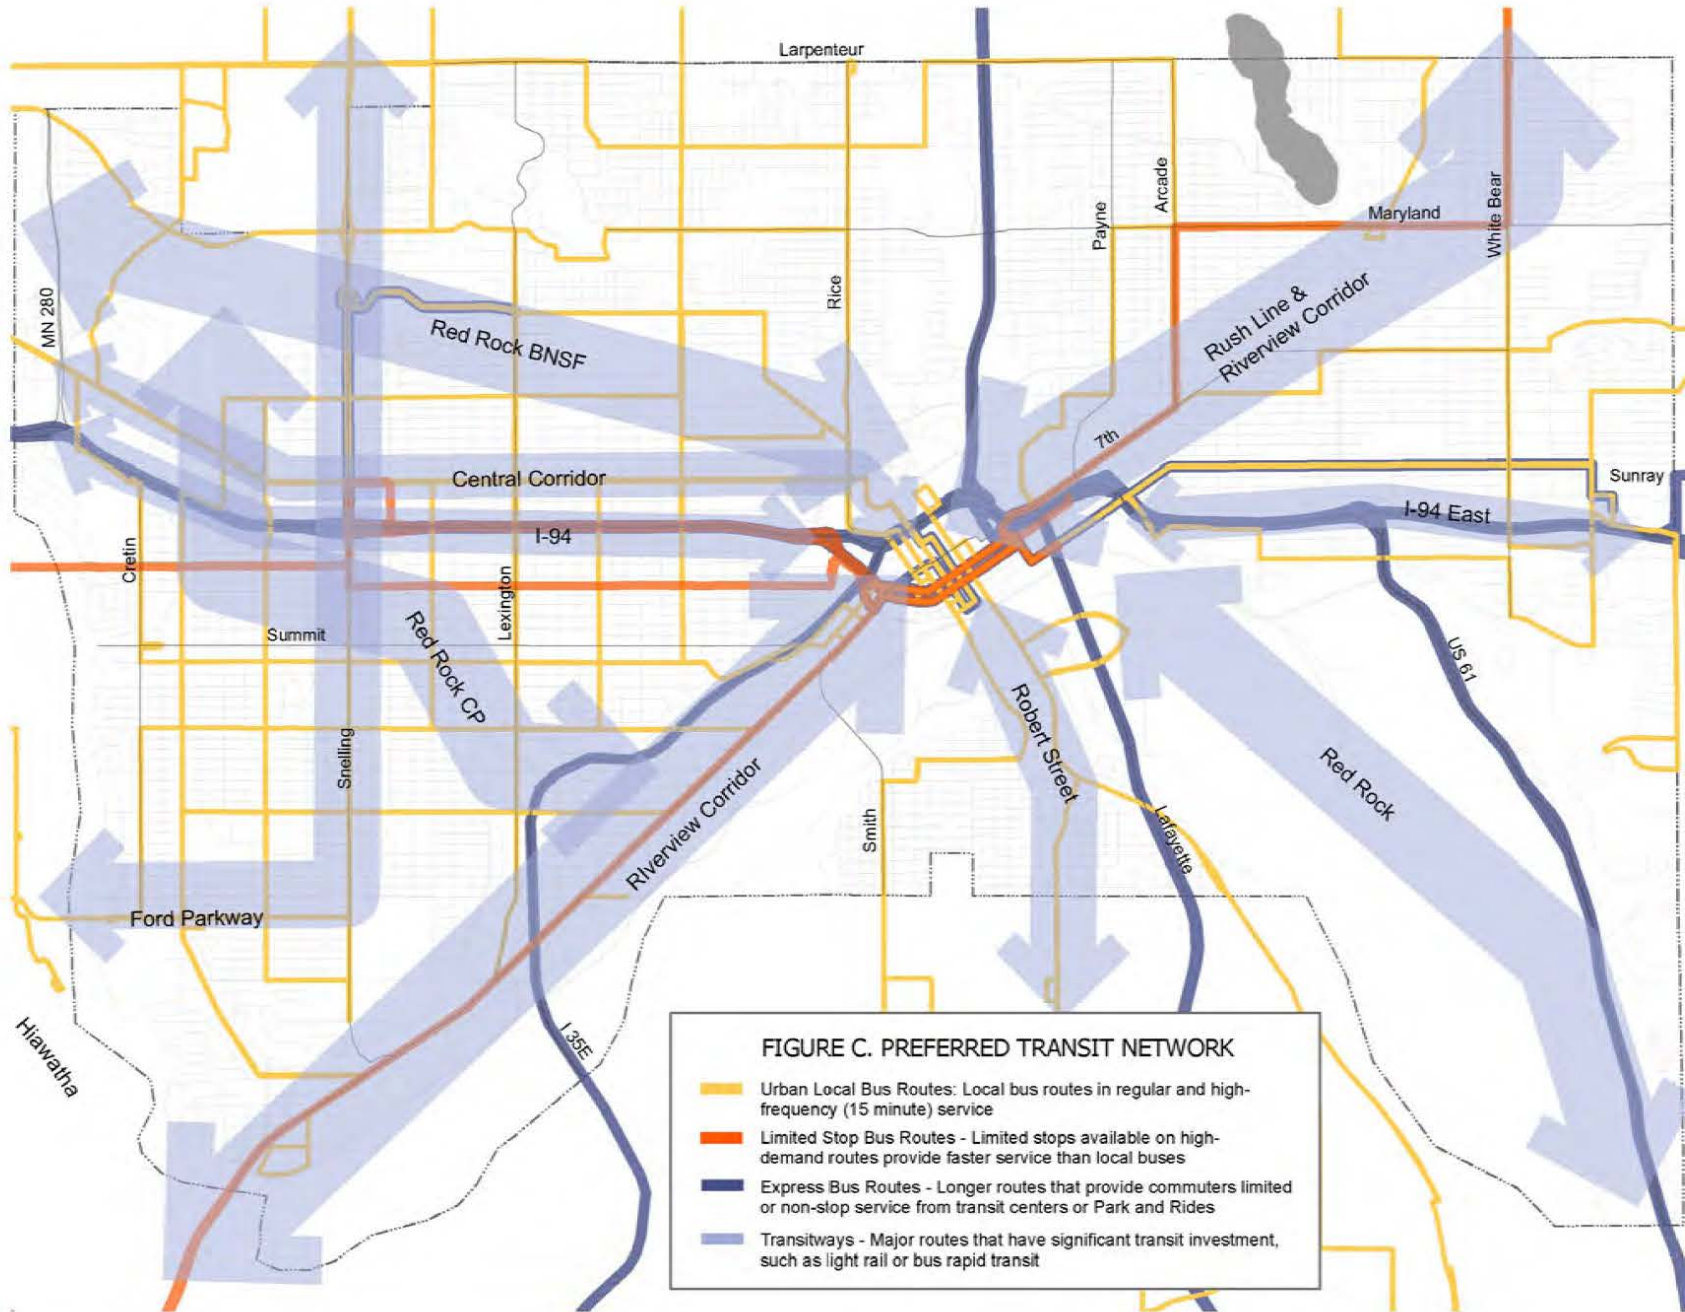 Larpenteur
Arcade
Payne
White Bear
Maryland
MN 280
Rice
Rush Line &
Riverview Corridor
Red Rock BNSF
7th
Central Corridor
Sunray
I-94 East
I-94
Cretin
Lexington
Summit
Red Rock CP
US 61
Robert Street
Snelling
Red Rock
RIverview Corridor
Smith
Lafayette
Ford Parkway
Hiawatha
I 35E
FIGURE C. PREFERRED TRANSIT NETWORK
Urban Local Bus Routes: Local bus routes in regular and high-
frequency (15 minute) service
Limited Stop Bus Routes - Limited stops available on high-
demand routes provide faster service than local buses
Express Bus Routes - Longer routes that provide commuters limited
or non-stop service from transit centers or Park and Rides
Transitways - Major routes that have significant transit investment,
such as light rail or bus rapid transit